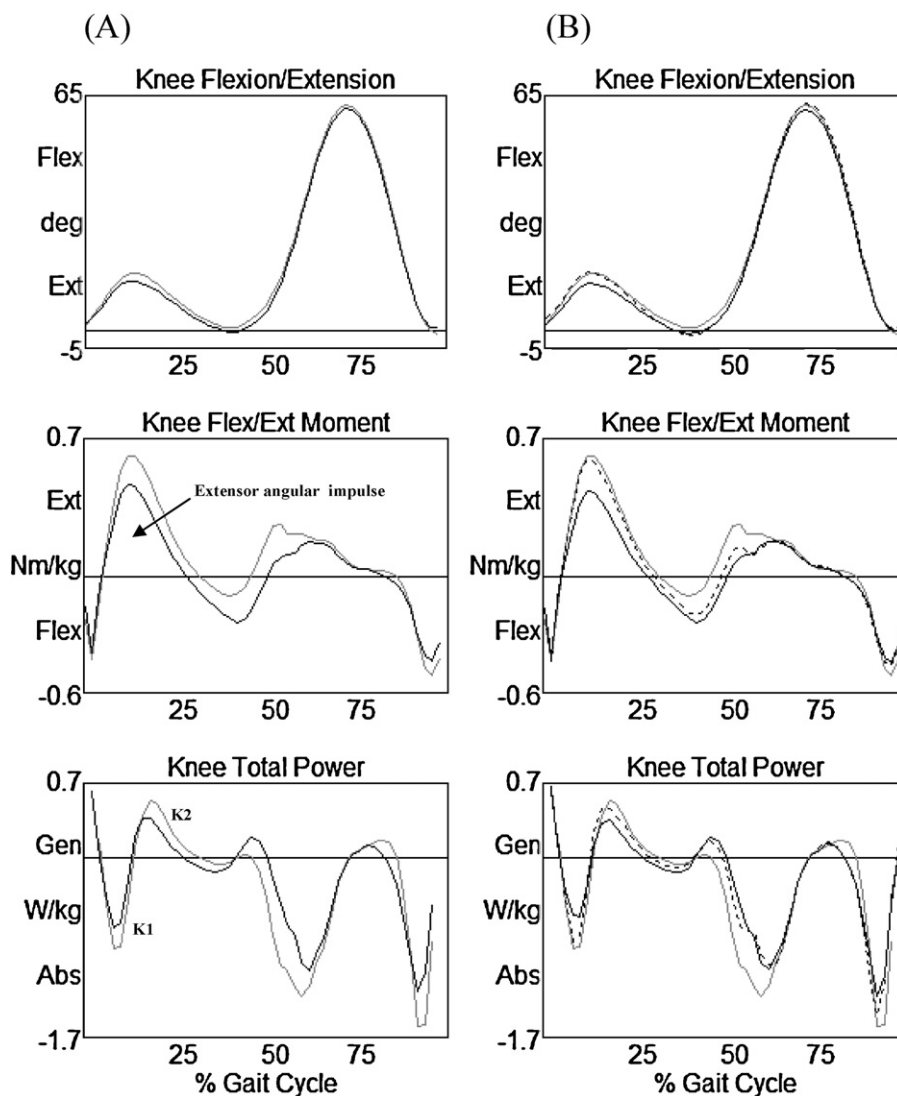 (A)
Knee Flexion/Extension
65
Flex
deg
Ext
-5
25 50 75
Knee Flex/Ext Moment
0.7
Ext
Extensor angular impulse
Nm/kg
Flex
-0.6
25 50 75
Knee Total Power
0.7
K2
Gen
W/kg
K1
Abs
-1.7
25 50 75
% Gait Cycle
(B)
Knee Flexion/Extension
65
Flex
deg
Ext
-5
25 50 75
Knee Flex/Ext Moment
0.7
Ext
Nm/kg
Flex
-0.6
25 50 75
Knee Total Power
0.7
Gen
W/kg
Abs
-1.7
25 50 75
% Gait Cycle